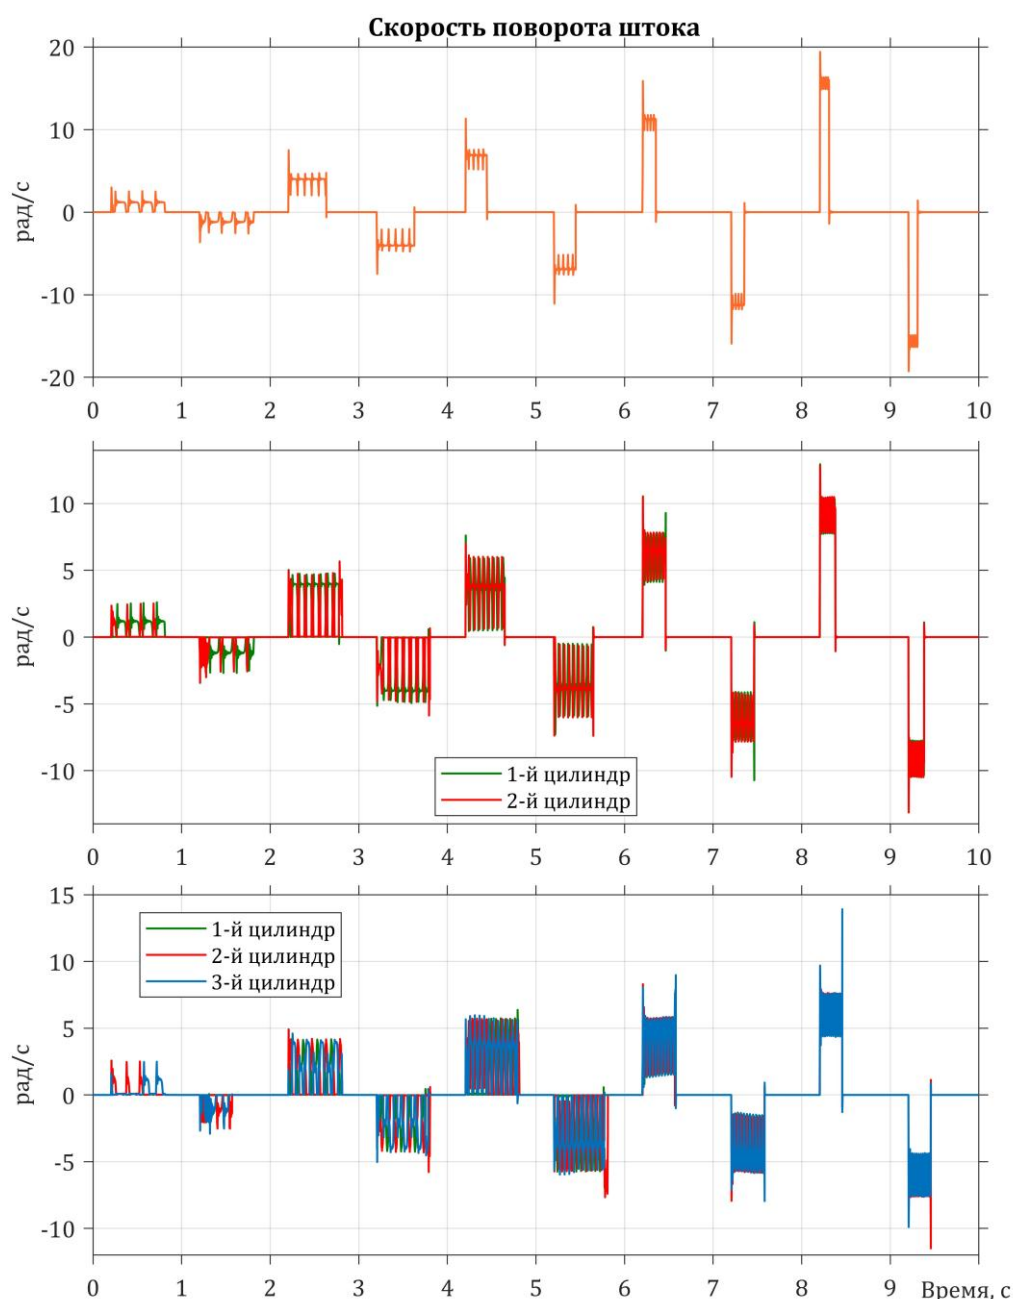 Скорость поворота штока
20
10
0
-10
-20
рад/с
0 1 2 3 4 5 6 7 8 9 10
10
5
0
-5
-10
рад/с
1-й цилиндр
2-й цилиндр
0 1 2 3 4 5 6 7 8 9 10
15
10
5
0
-5
-10
рад/с
1-й цилиндр
2-й цилиндр
3-й цилиндр
0 1 2 3 4 5 6 7 8 9 Время, с